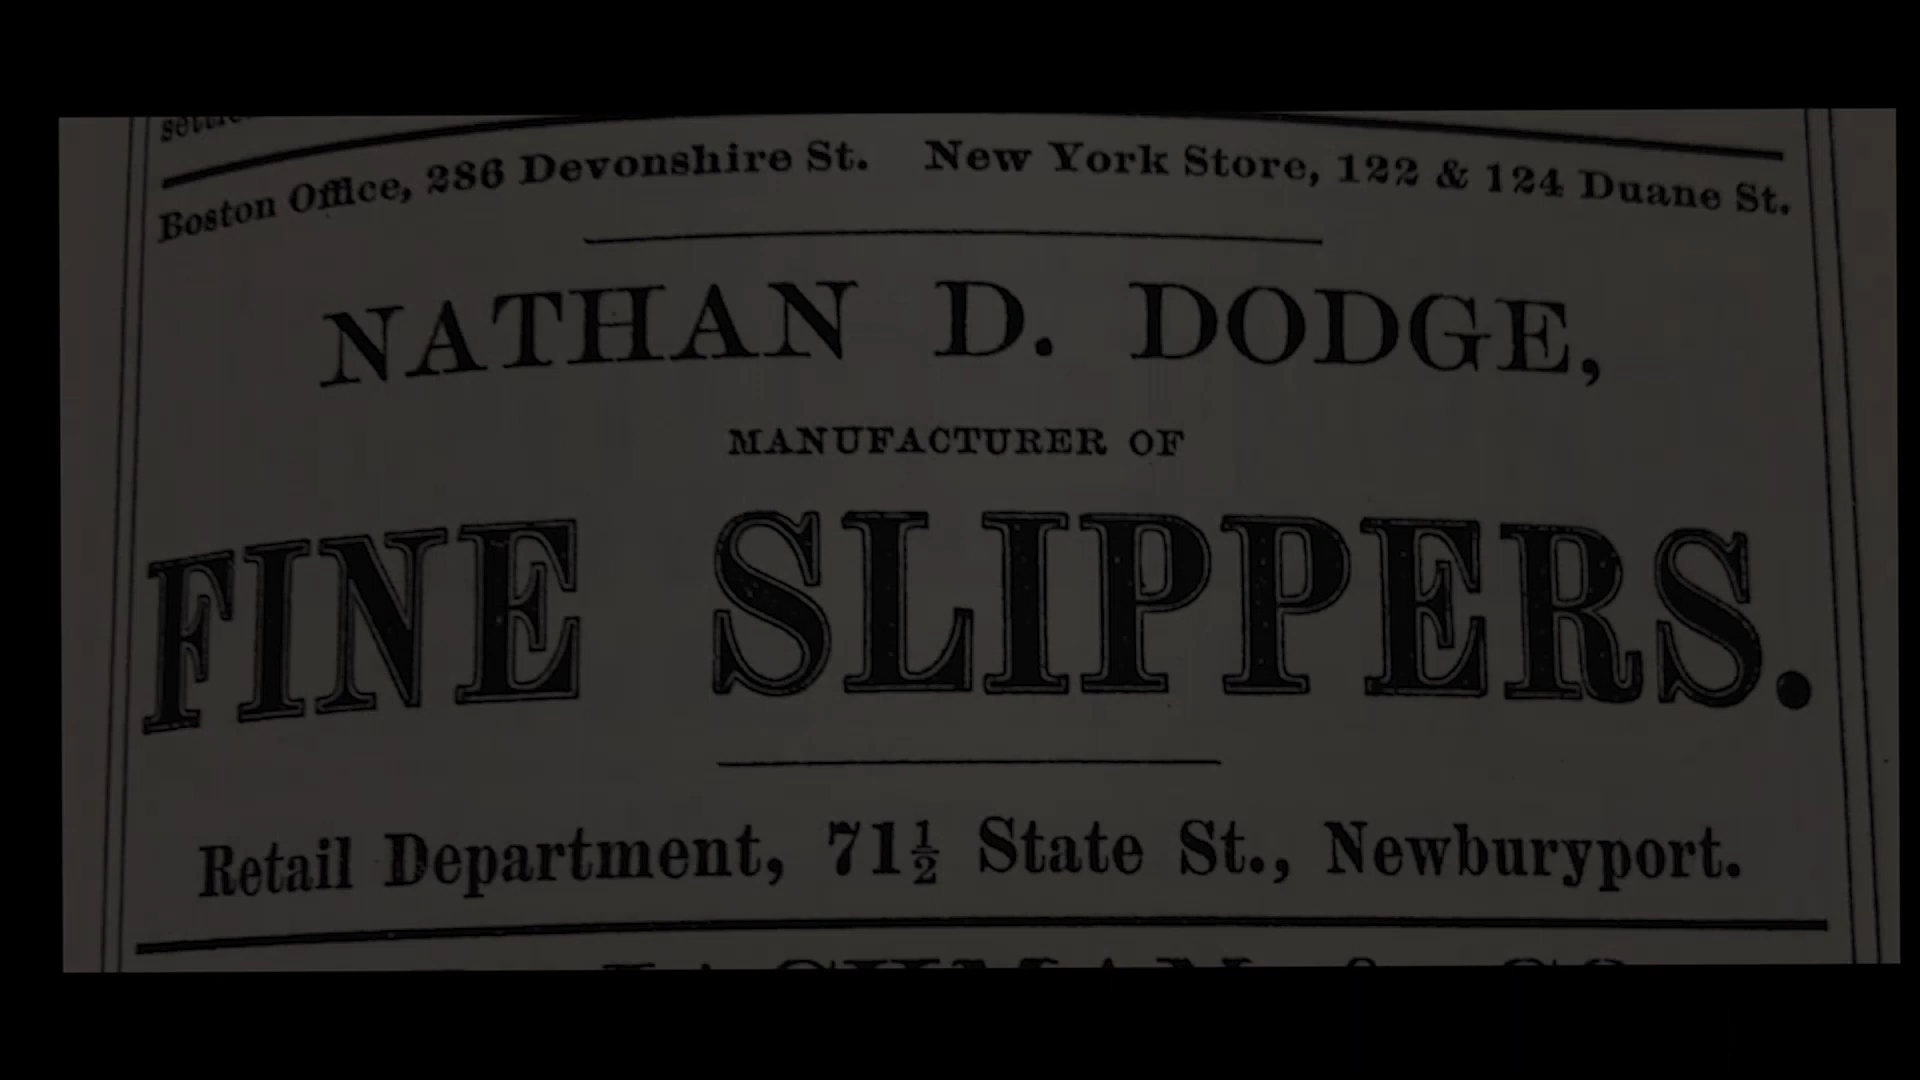 Boston Office, 286 Devonshire St. New York Store, 122 & 124 Duane St.
NATHAN D. DODGE,
MANUFACTURER OF
FINE SLIPPERS.
Retail Department, 71½ State St., Newburyport.